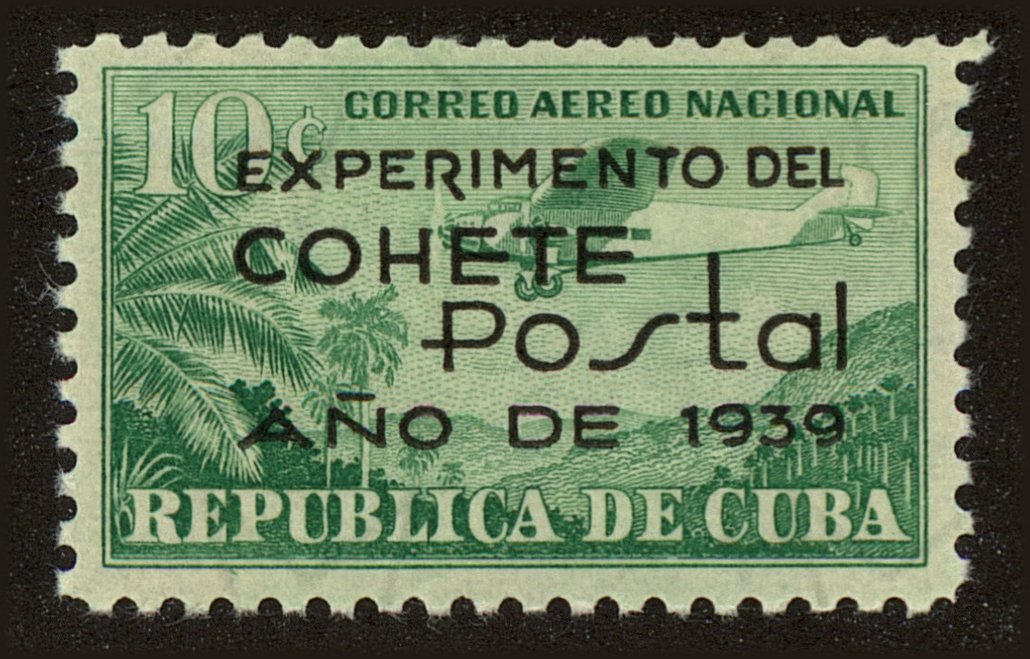 10¢ CORREO AEREO NACIONAL
EXPERIMENTO DEL
COHETE
Postal
AÑO DE 1939
REPUBLICA DE CUBA